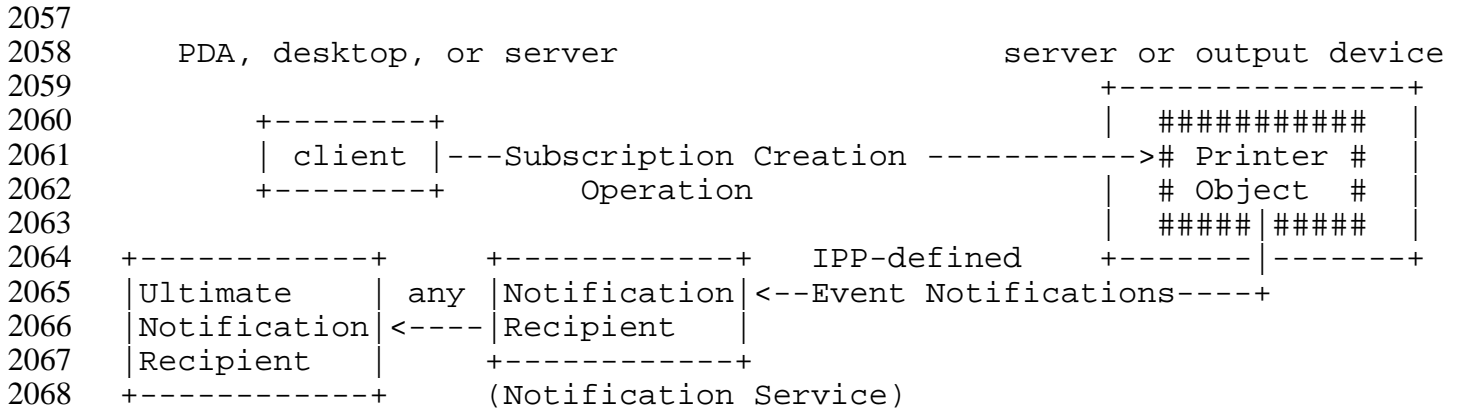 2057
2058 PDA, desktop, or server server or output device
2059 +---------------+
2060 +--------+ | ########### |
2061 | client |---Subscription Creation -----------># Printer # |
2062 +--------+ Operation | # Object # |
2063 | #####|##### |
2064 +------------+ +------------+ IPP-defined +-------|-------+
2065 |Ultimate | any |Notification|<--Event Notifications----+
2066 |Notification|<----|Recipient |
2067 |Recipient | +------------+
2068 +------------+ (Notification Service)